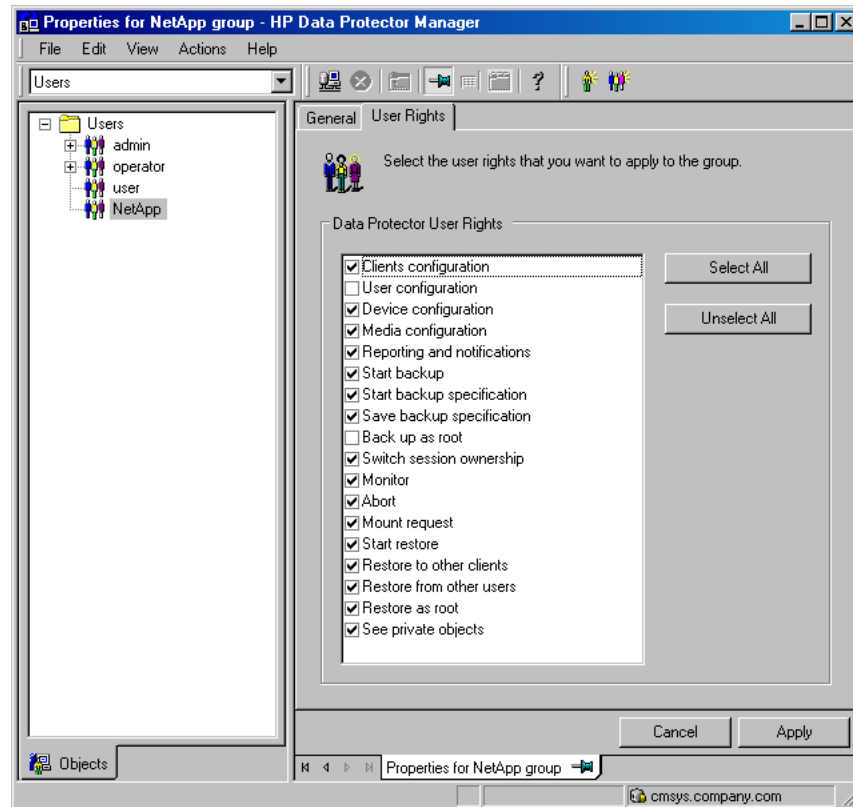 Properties for NetApp group - HP Data Protector Manager
File Edit View Actions Help
Users
Users
admin
operator
user
NetApp
Objects
General User Rights
Select the user rights that you want to apply to the group.
Data Protector User Rights
Clients configuration
User configuration
Device configuration
Media configuration
Reporting and notifications
Start backup
Start backup specification
Save backup specification
Back up as root
Switch session ownership
Monitor
Abort
Mount request
Start restore
Restore to other clients
Restore from other users
Restore as root
See private objects
Select All
Unselect All
Cancel Apply
Properties for NetApp group
cmsys.company.com